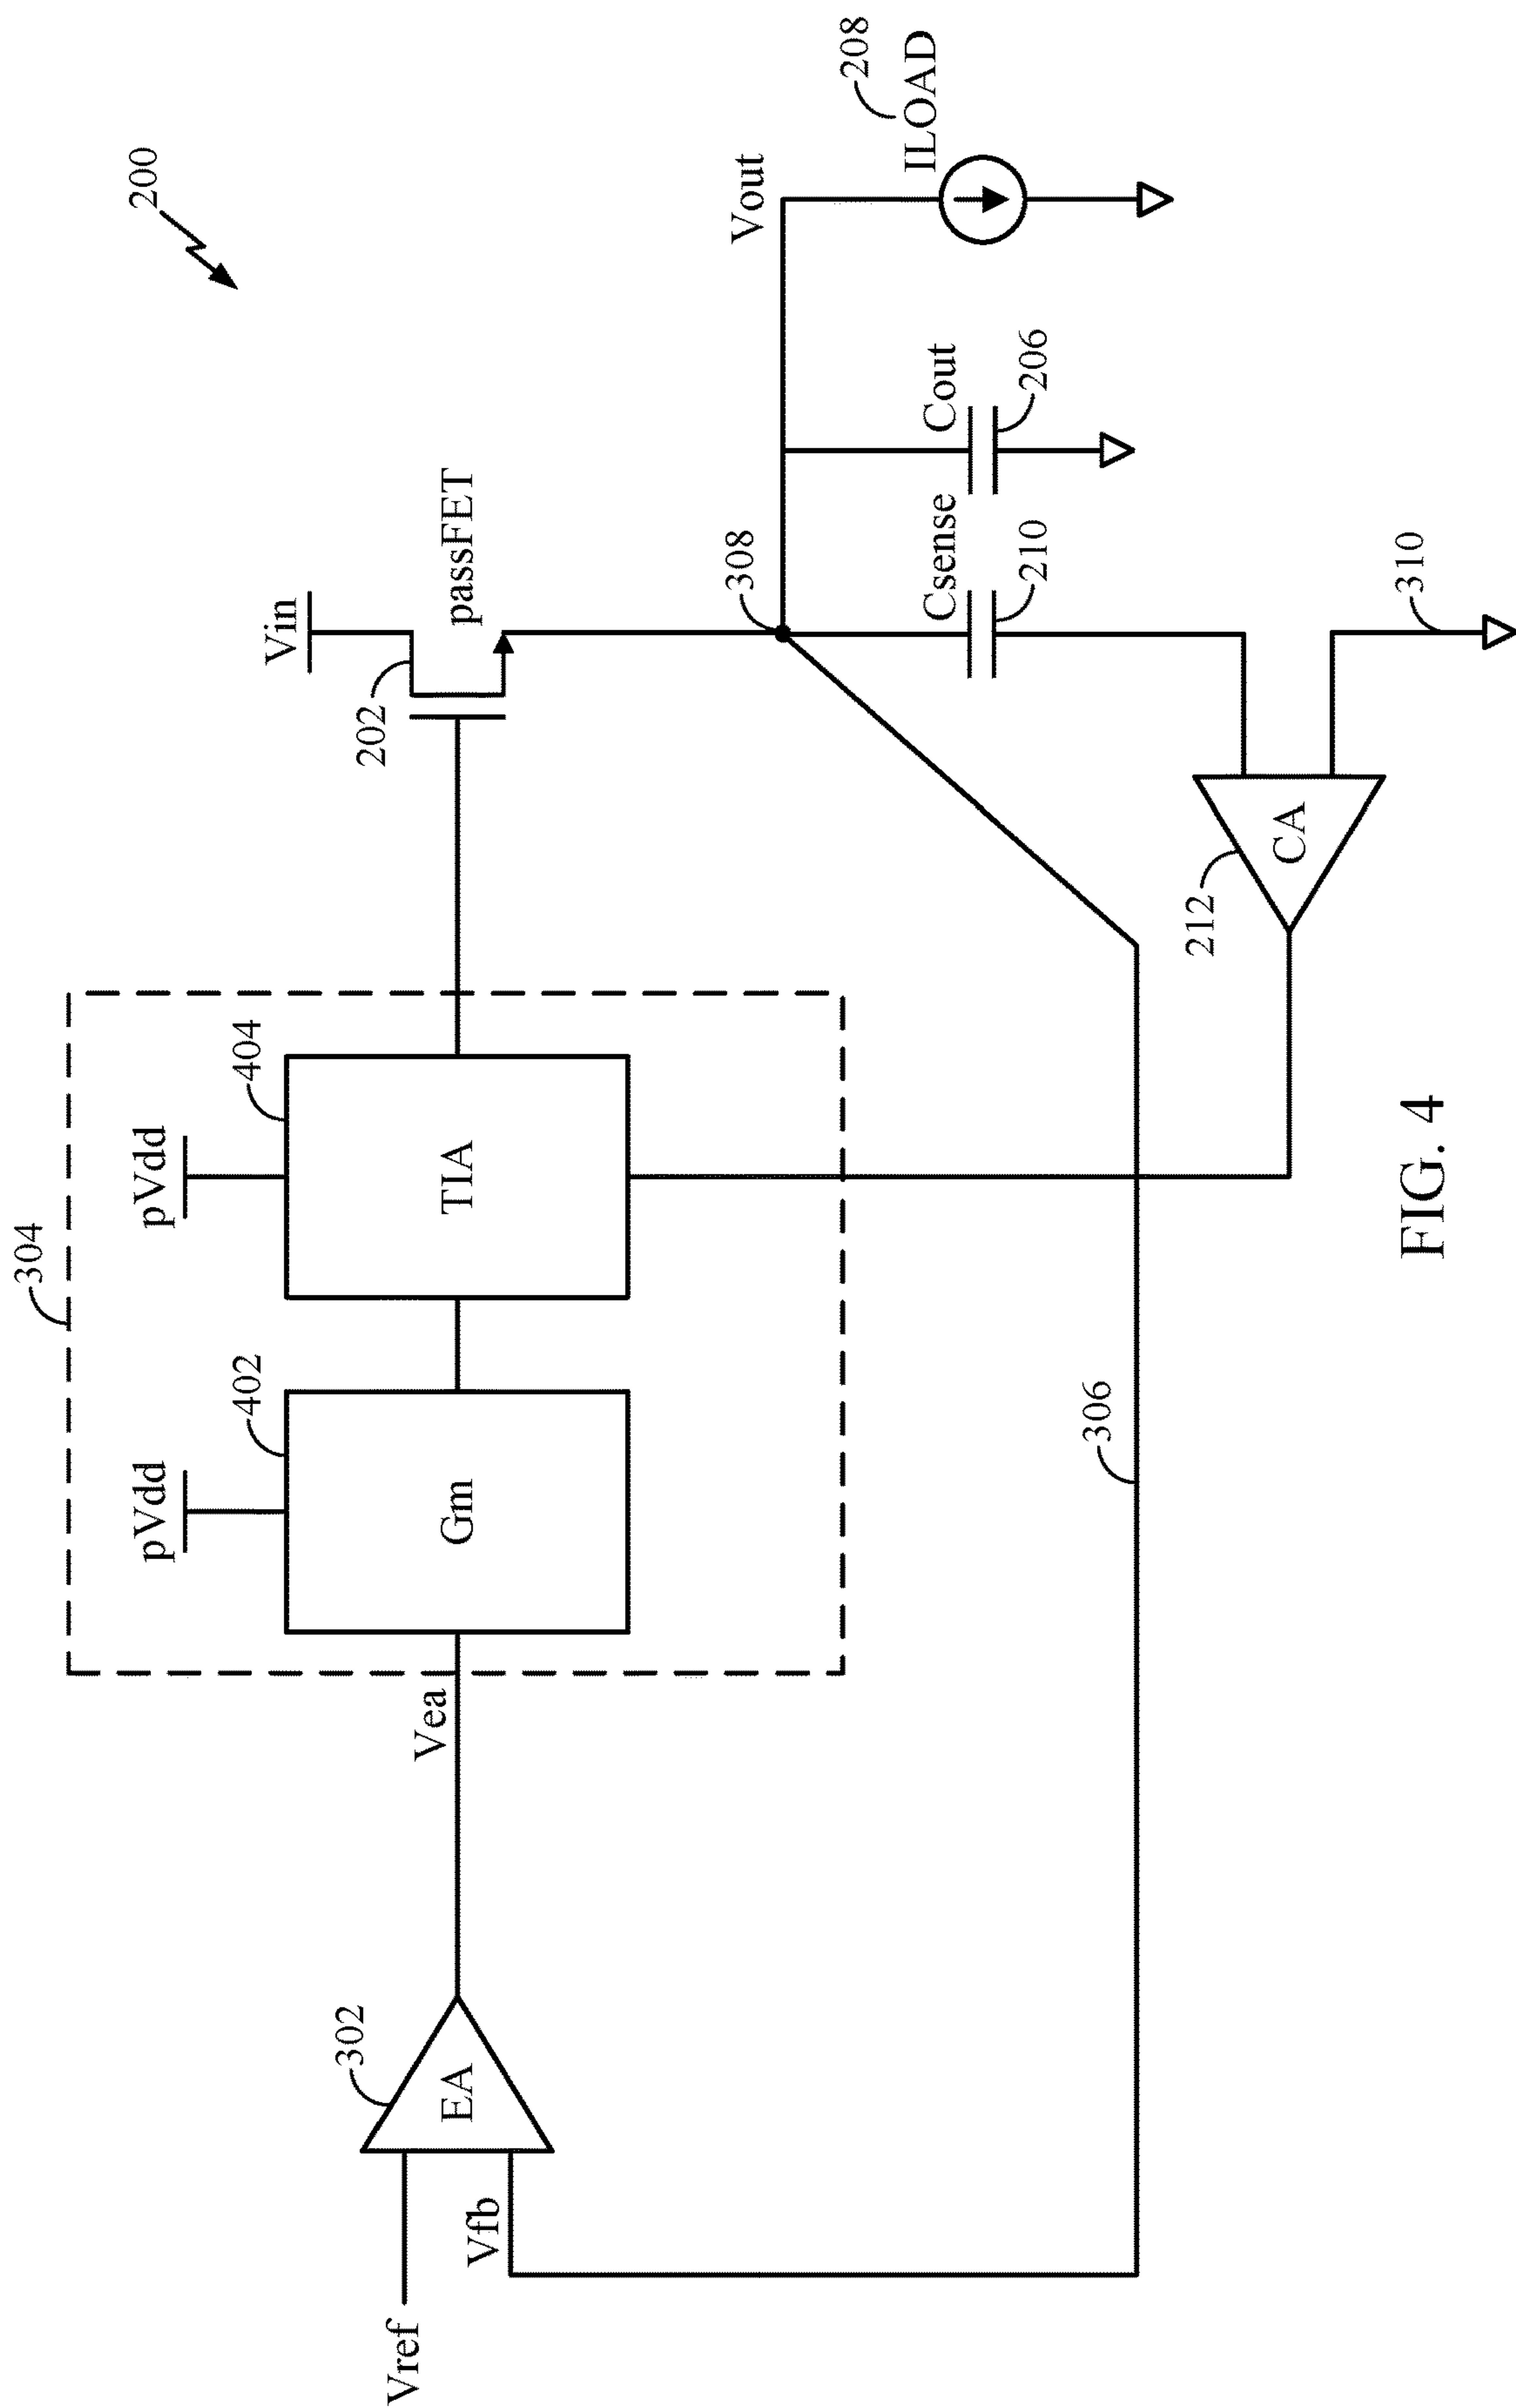 200
304
pVdd
402
Gm
pVdd
404
TIA
Vin
202
passFET
302
EA
Vref
Vfb
Vea
308
Vout
Csense
210
Cout
206
ILOAD
208
212
CA
310
306
FIG. 4